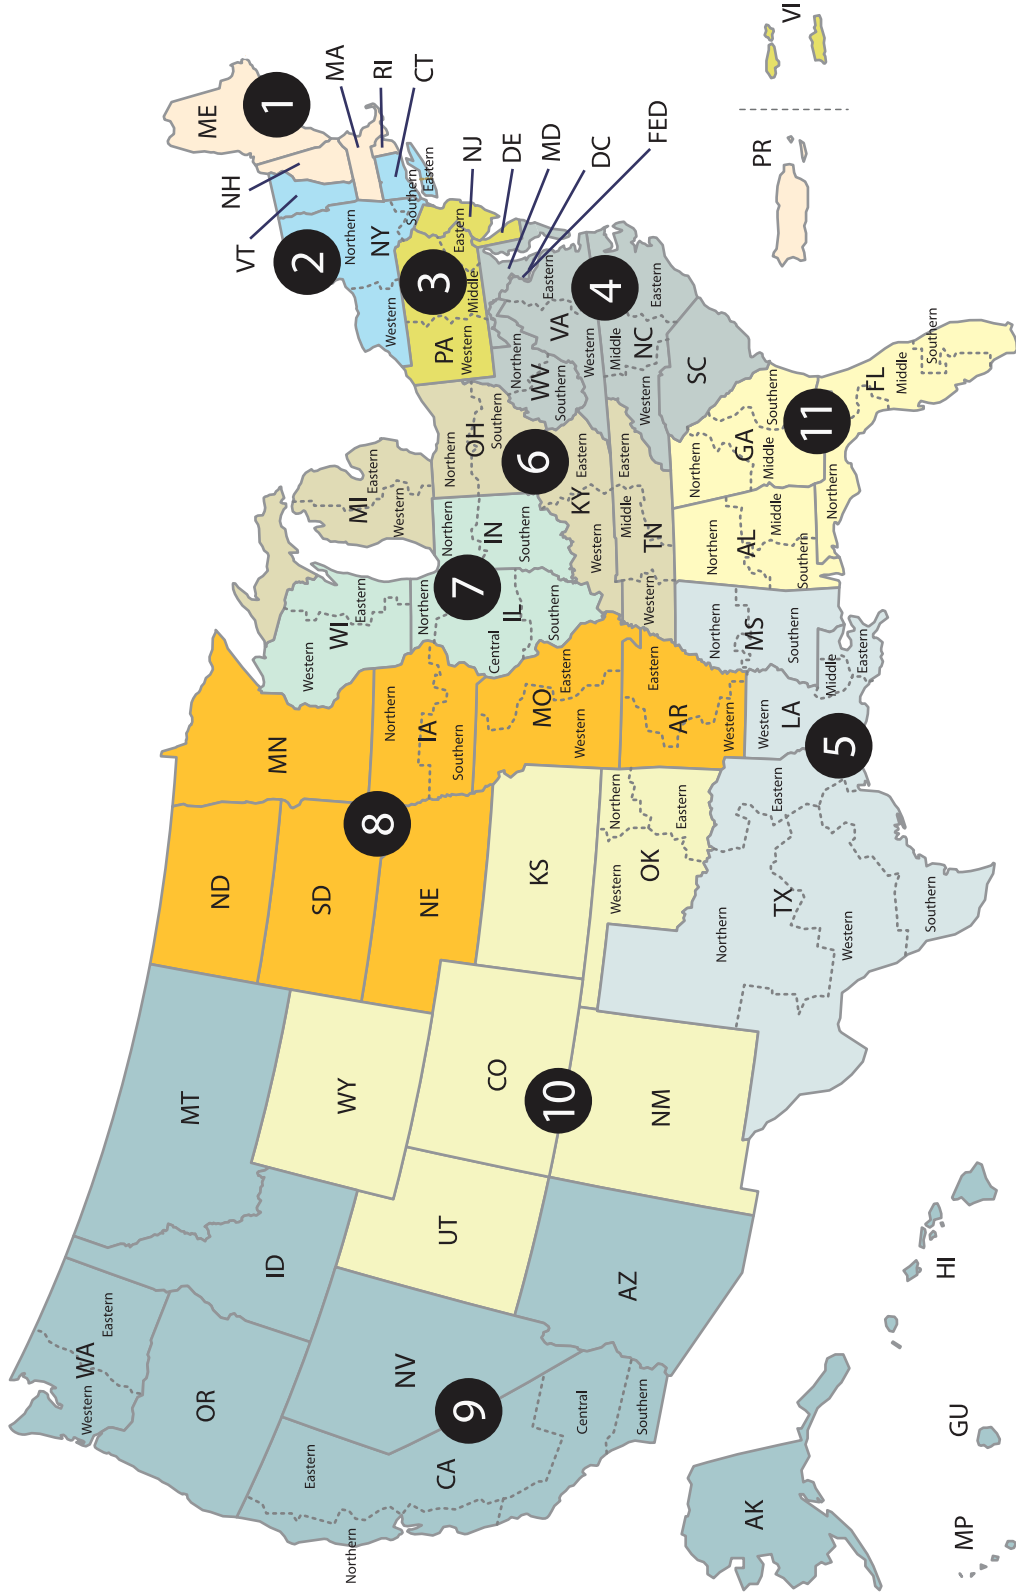 WA
Western
Eastern
OR
ID
MT
NV
CA
Northern
Eastern
Central
Southern
9
AZ
AK
HI
GU
MP
WY
UT
CO
10
NM
KS
OK
Western
Northern
Eastern
ND
SD
NE
MN
8
IA
Northern
Southern
MO
Western
Eastern
AR
Western
Eastern
TX
Northern
Eastern
Western
Southern
5
LA
Western
Middle
Eastern
MS
Northern
Southern
WI
Western
Eastern
7
IL
Northern
Central
Southern
IN
Northern
Southern
MI
Western
Eastern
OH
Northern
Southern
6
KY
Western
Eastern
TN
Western
Middle
Eastern
AL
Northern
Middle
Southern
GA
Northern
Middle
Southern
11
FL
Northern
Middle
Southern
SC
NC
Western
Middle
Eastern
4
VA
Western
Eastern
WV
Northern
Southern
PA
Western
Middle
Eastern
3
NY
Western
Northern
Southern
Eastern
2
VT
NH
ME
1
MA
RI
CT
NJ
DE
MD
DC
FED
PR
VI